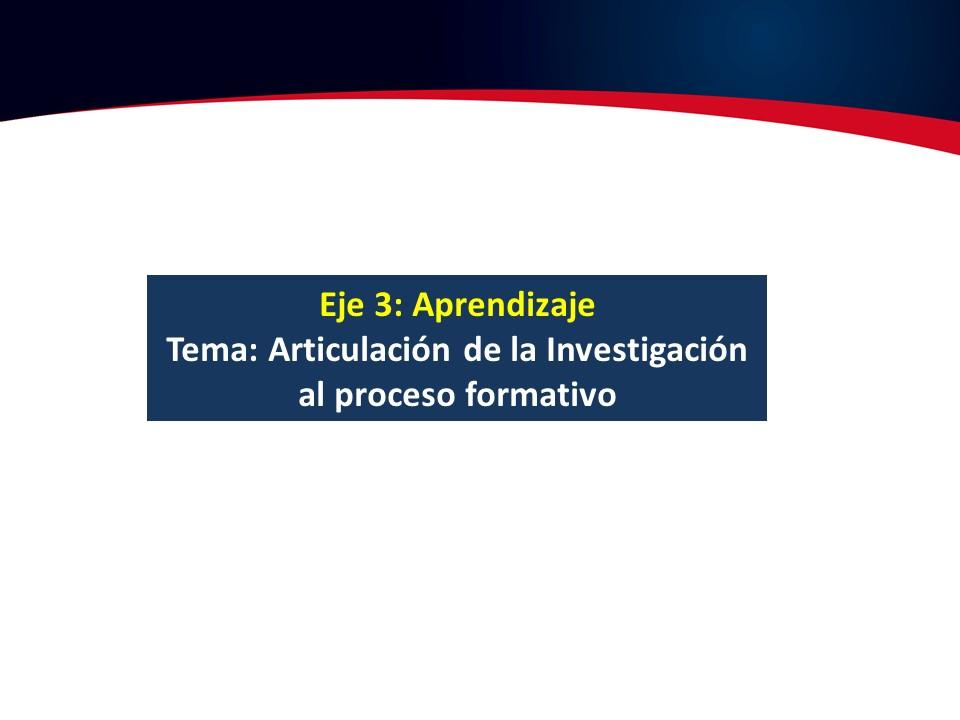 Eje 3: Aprendizaje
Tema: Articulación de la Investigación
al proceso formativo